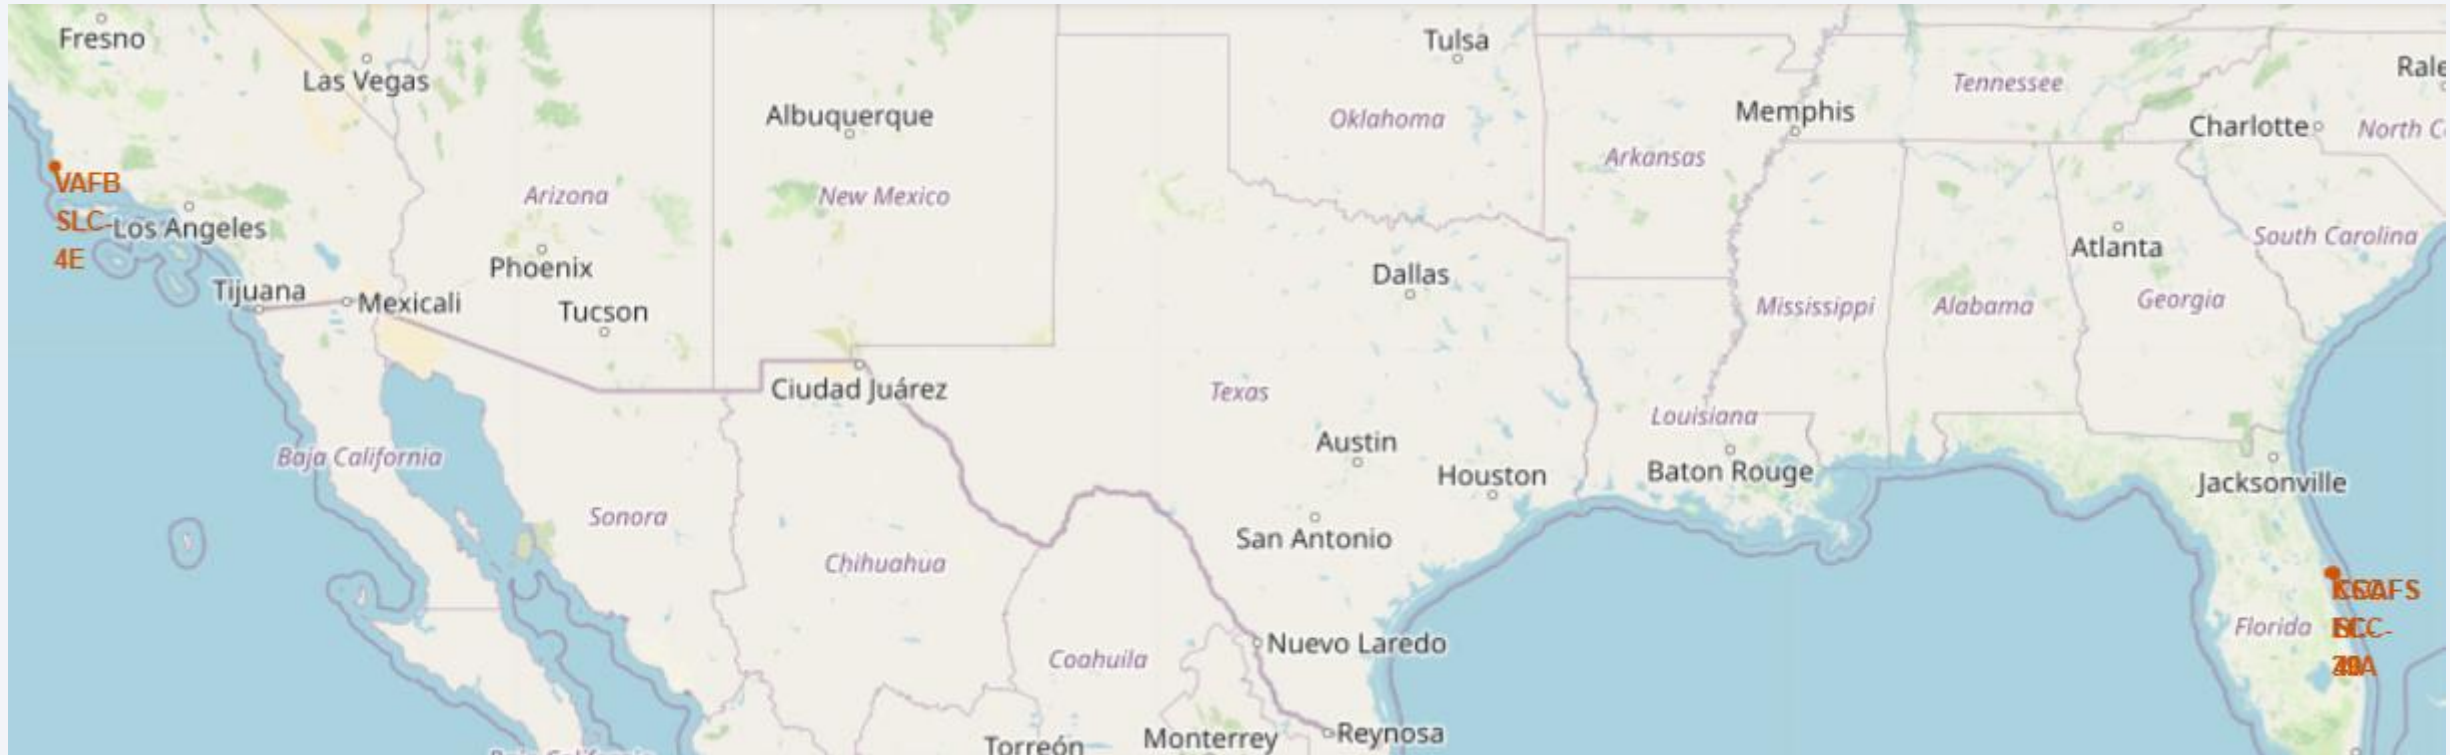 Fresno
Tulsa
Las Vegas
Rale
Tennessee
Albuquerque
Memphis
Oklahoma
Charlotte
North C
Arkansas
VAFB
SLC-
4E
Arizona
New Mexico
Los Angeles
South Carolina
Atlanta
Phoenix
Dallas
Tijuana
Mexicali
Tucson
Mississippi
Alabama
Georgia
Ciudad Juárez
Texas
Louisiana
Austin
Baja California
Houston
Baton Rouge
Jacksonville
Sonora
San Antonio
Chihuahua
Florida
Nuevo Laredo
Coahuila
Reynosa
Monterrey
Torreón